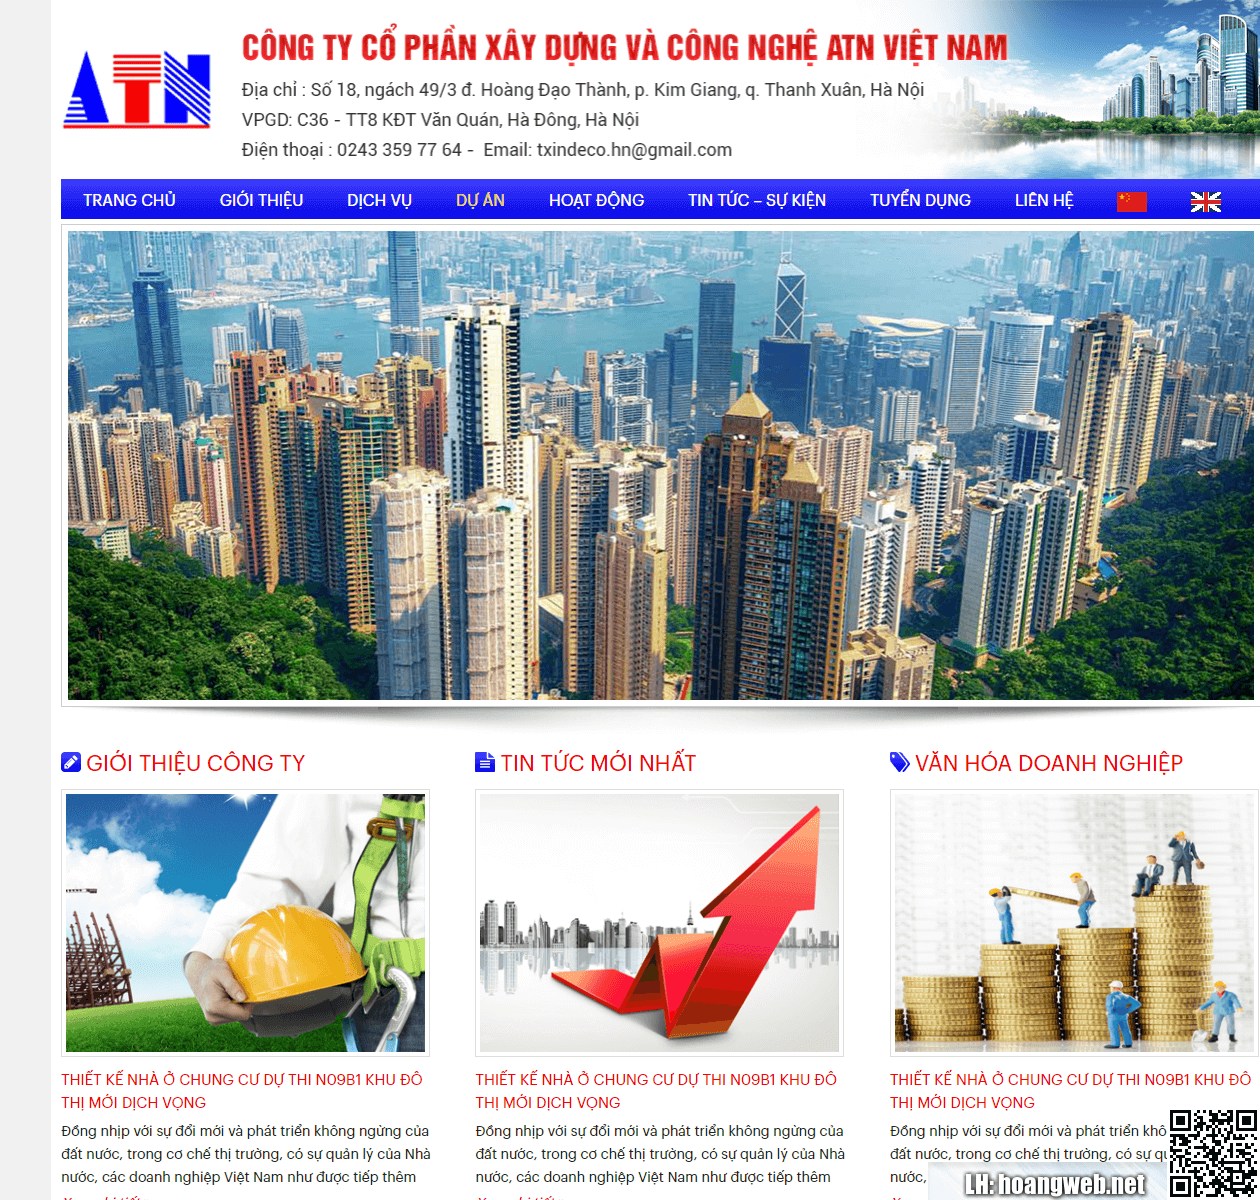 ATN
CÔNG TY CỔ PHẦN XÂY DỰNG VÀ CÔNG NGHỆ ATN VIỆT NAM
Địa chỉ : Số 18, ngách 49/3 đ. Hoàng Đạo Thành, p. Kim Giang, q. Thanh Xuân, Hà Nội
VPGD: C36 - TT8 KĐT Văn Quán, Hà Đông, Hà Nội
Điện thoại : 0243 359 77 64 - Email: txindeco.hn@gmail.com
TRANG CHỦ GIỚI THIỆU DỊCH VỤ DỰ ÁN HOẠT ĐỘNG TIN TỨC – SỰ KIỆN TUYỂN DỤNG LIÊN HỆ
GIỚI THIỆU CÔNG TY
THIẾT KẾ NHÀ Ở CHUNG CƯ DỰ THI N09B1 KHU ĐÔ
THỊ MỚI DỊCH VỌNG
Đồng nhịp với sự đổi mới và phát triển không ngừng của
đất nước, trong cơ chế thị trường, có sự quản lý của Nhà
nước, các doanh nghiệp Việt Nam như được tiếp thêm
TIN TỨC MỚI NHẤT
THIẾT KẾ NHÀ Ở CHUNG CƯ DỰ THI N09B1 KHU ĐÔ
THỊ MỚI DỊCH VỌNG
Đồng nhịp với sự đổi mới và phát triển không ngừng của
đất nước, trong cơ chế thị trường, có sự quản lý của Nhà
nước, các doanh nghiệp Việt Nam như được tiếp thêm
VĂN HÓA DOANH NGHIỆP
THIẾT KẾ NHÀ Ở CHUNG CƯ DỰ THI N09B1 KHU ĐÔ
THỊ MỚI DỊCH VỌNG
Đồng nhịp với sự đổi mới và phát triển
đất nước, trong cơ chế thị trường, có sự
nước,
LH: hoangweb.net